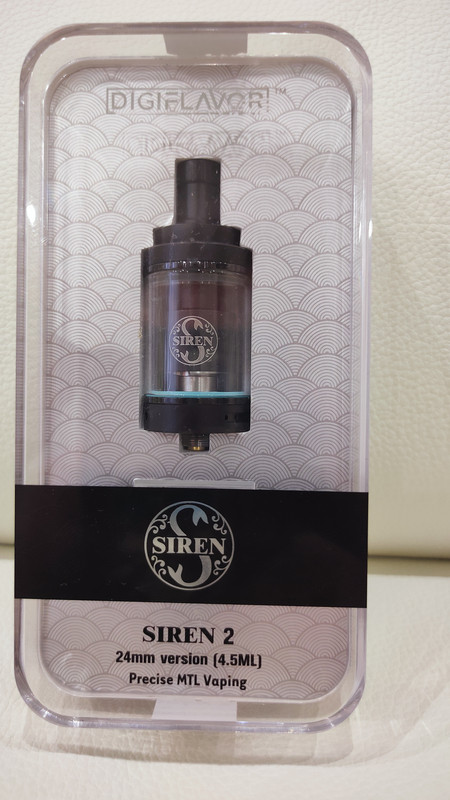 DIGIFLAVOR™
SIREN
SIREN
SIREN 2
24mm version (4.5ML)
Precise MTL Vaping